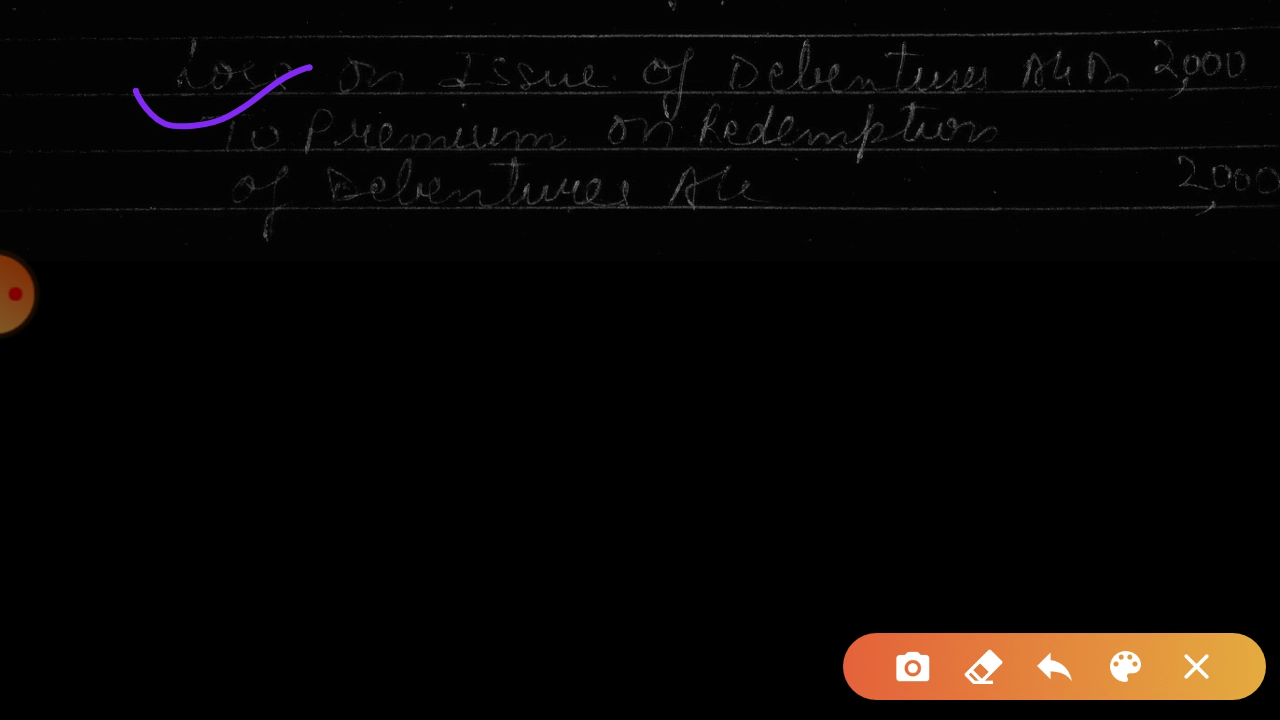 Loss on Issue of Debentures A/c Dr 2,000
To Premium on Redemption
of Debentures A/c 2,000